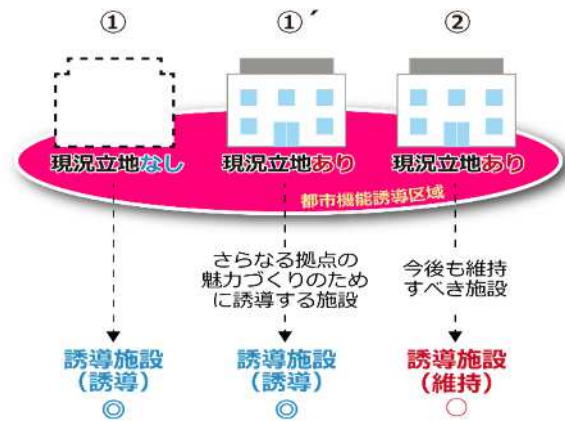 ①
①´
②
現況立地なし
現況立地あり
現況立地あり
都市機能誘導区域
さらなる拠点の
魅力づくりのため
に誘導する施設
今後も維持
すべき施設
誘導施設
(誘導)
◎
誘導施設
(誘導)
◎
誘導施設
(維持)
○